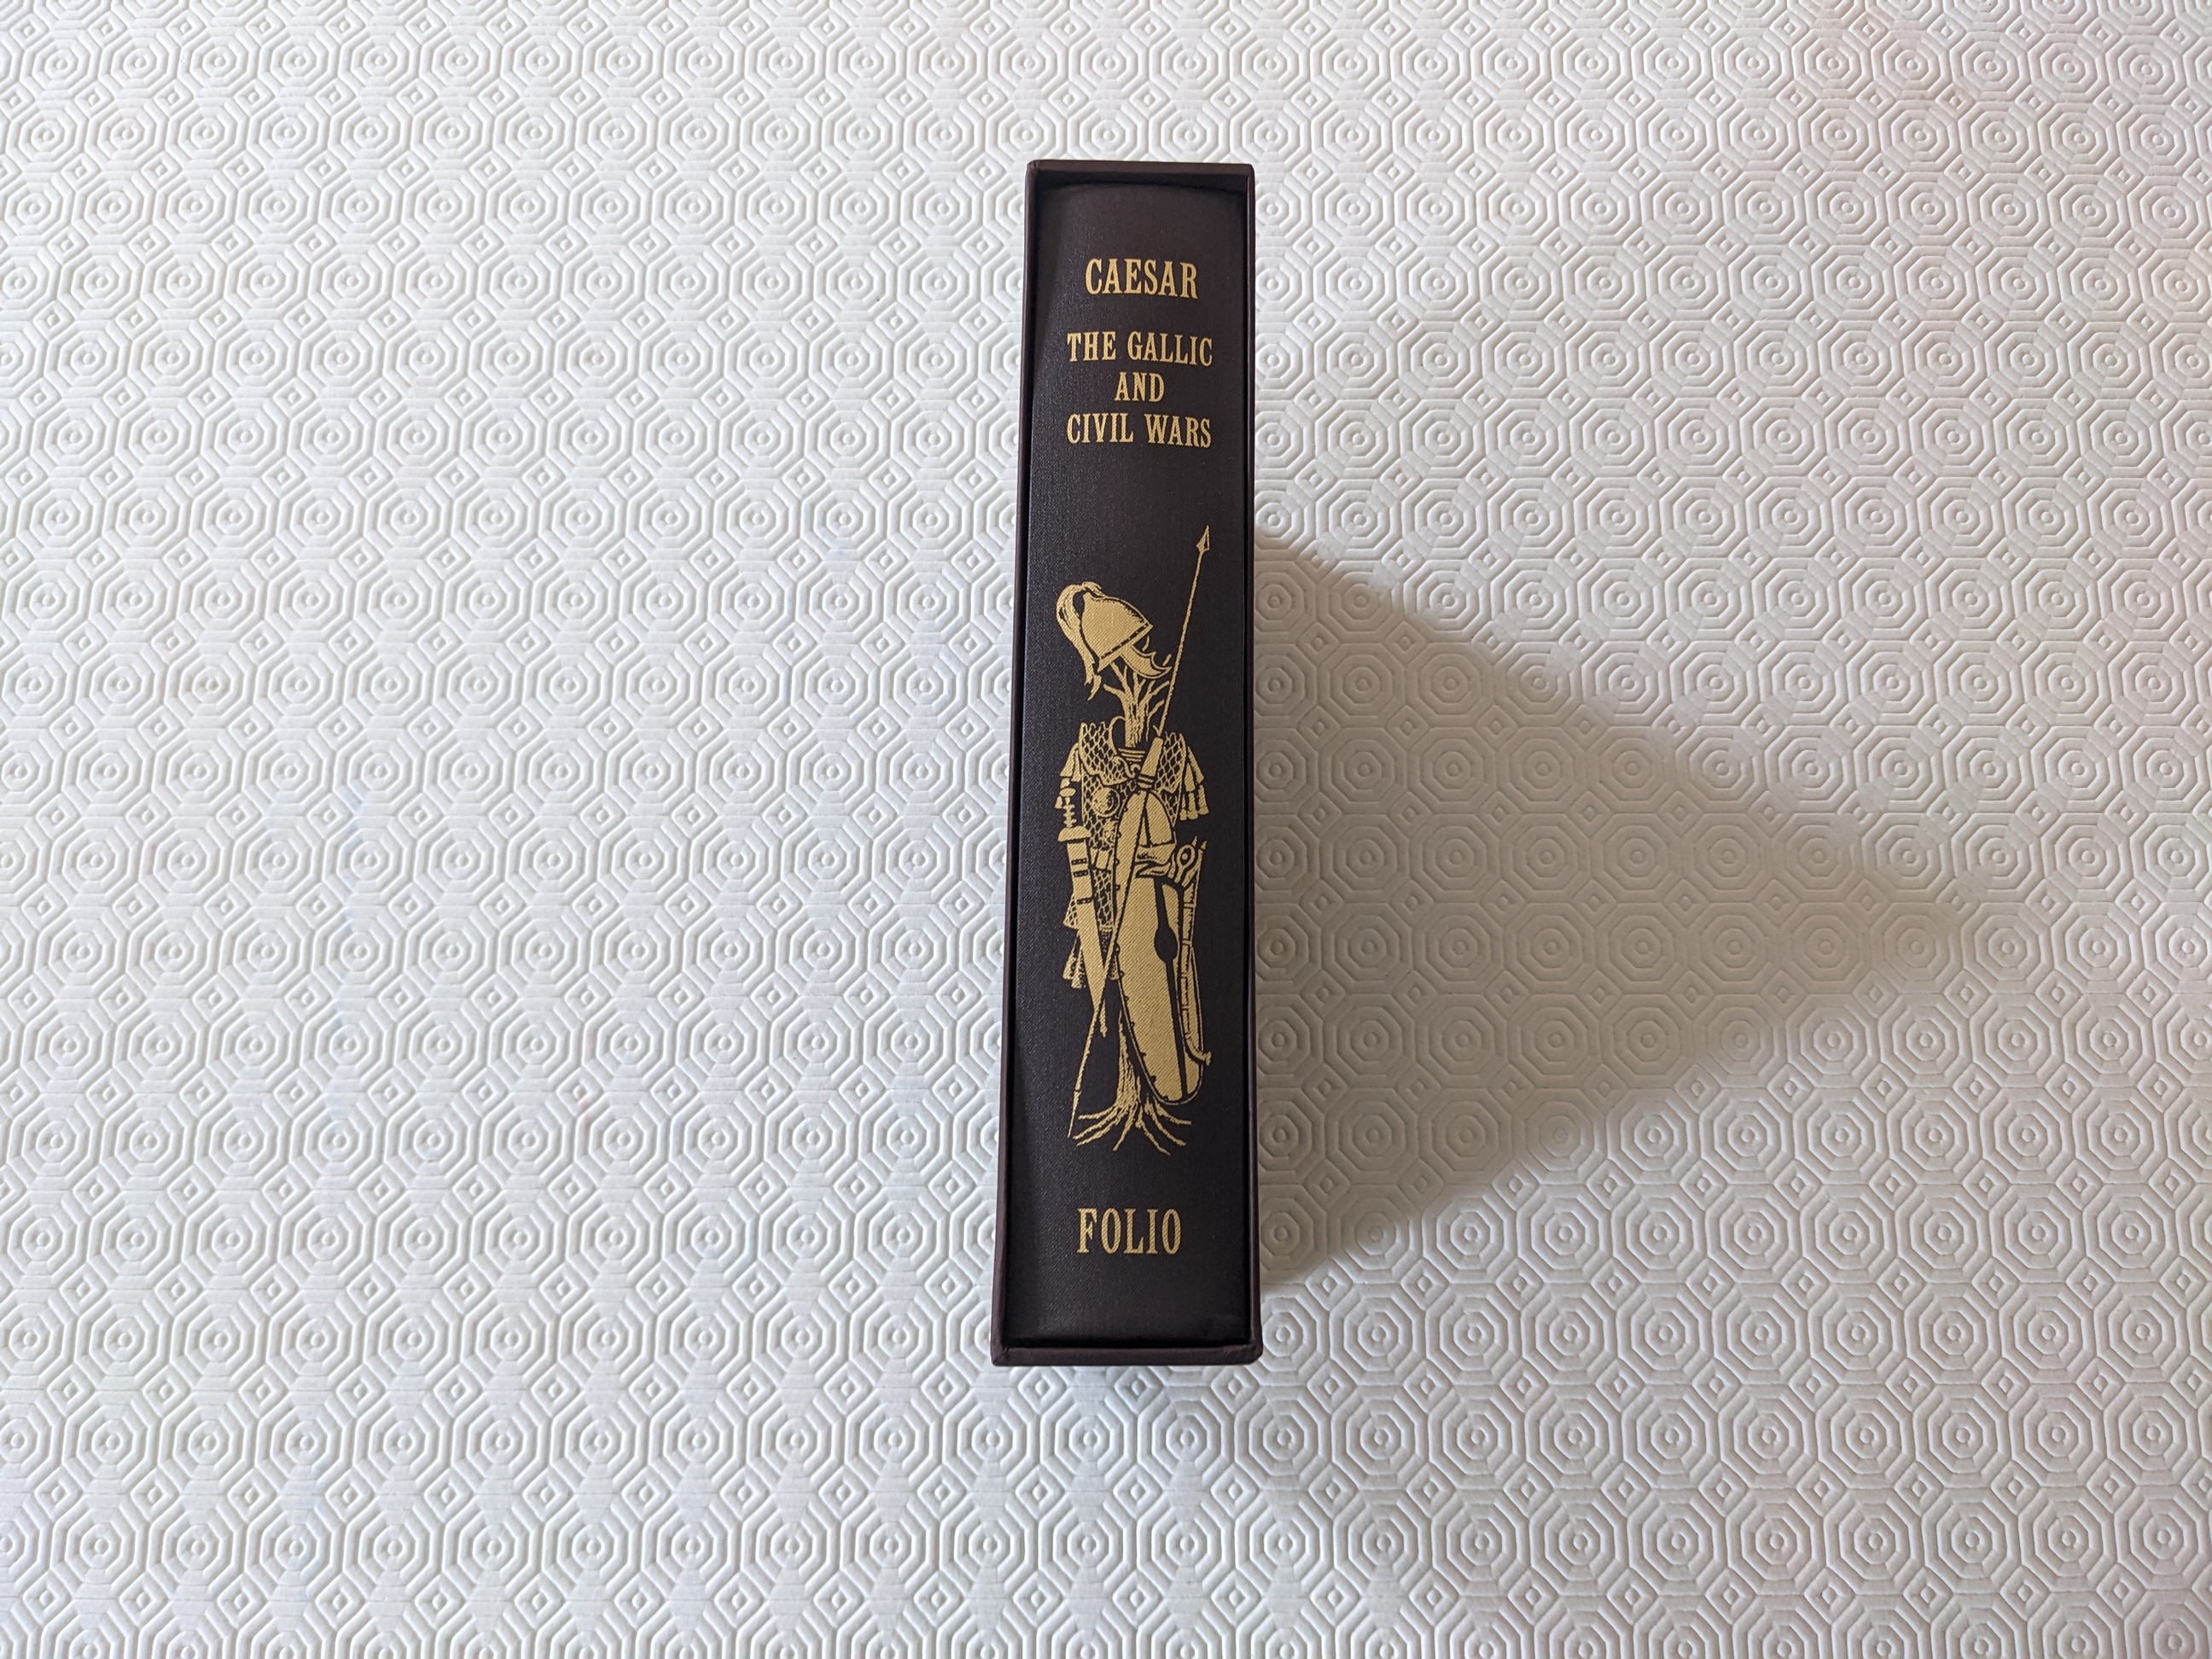 CAESAR
THE GALLIC
AND
CIVIL WARS
FOLIO